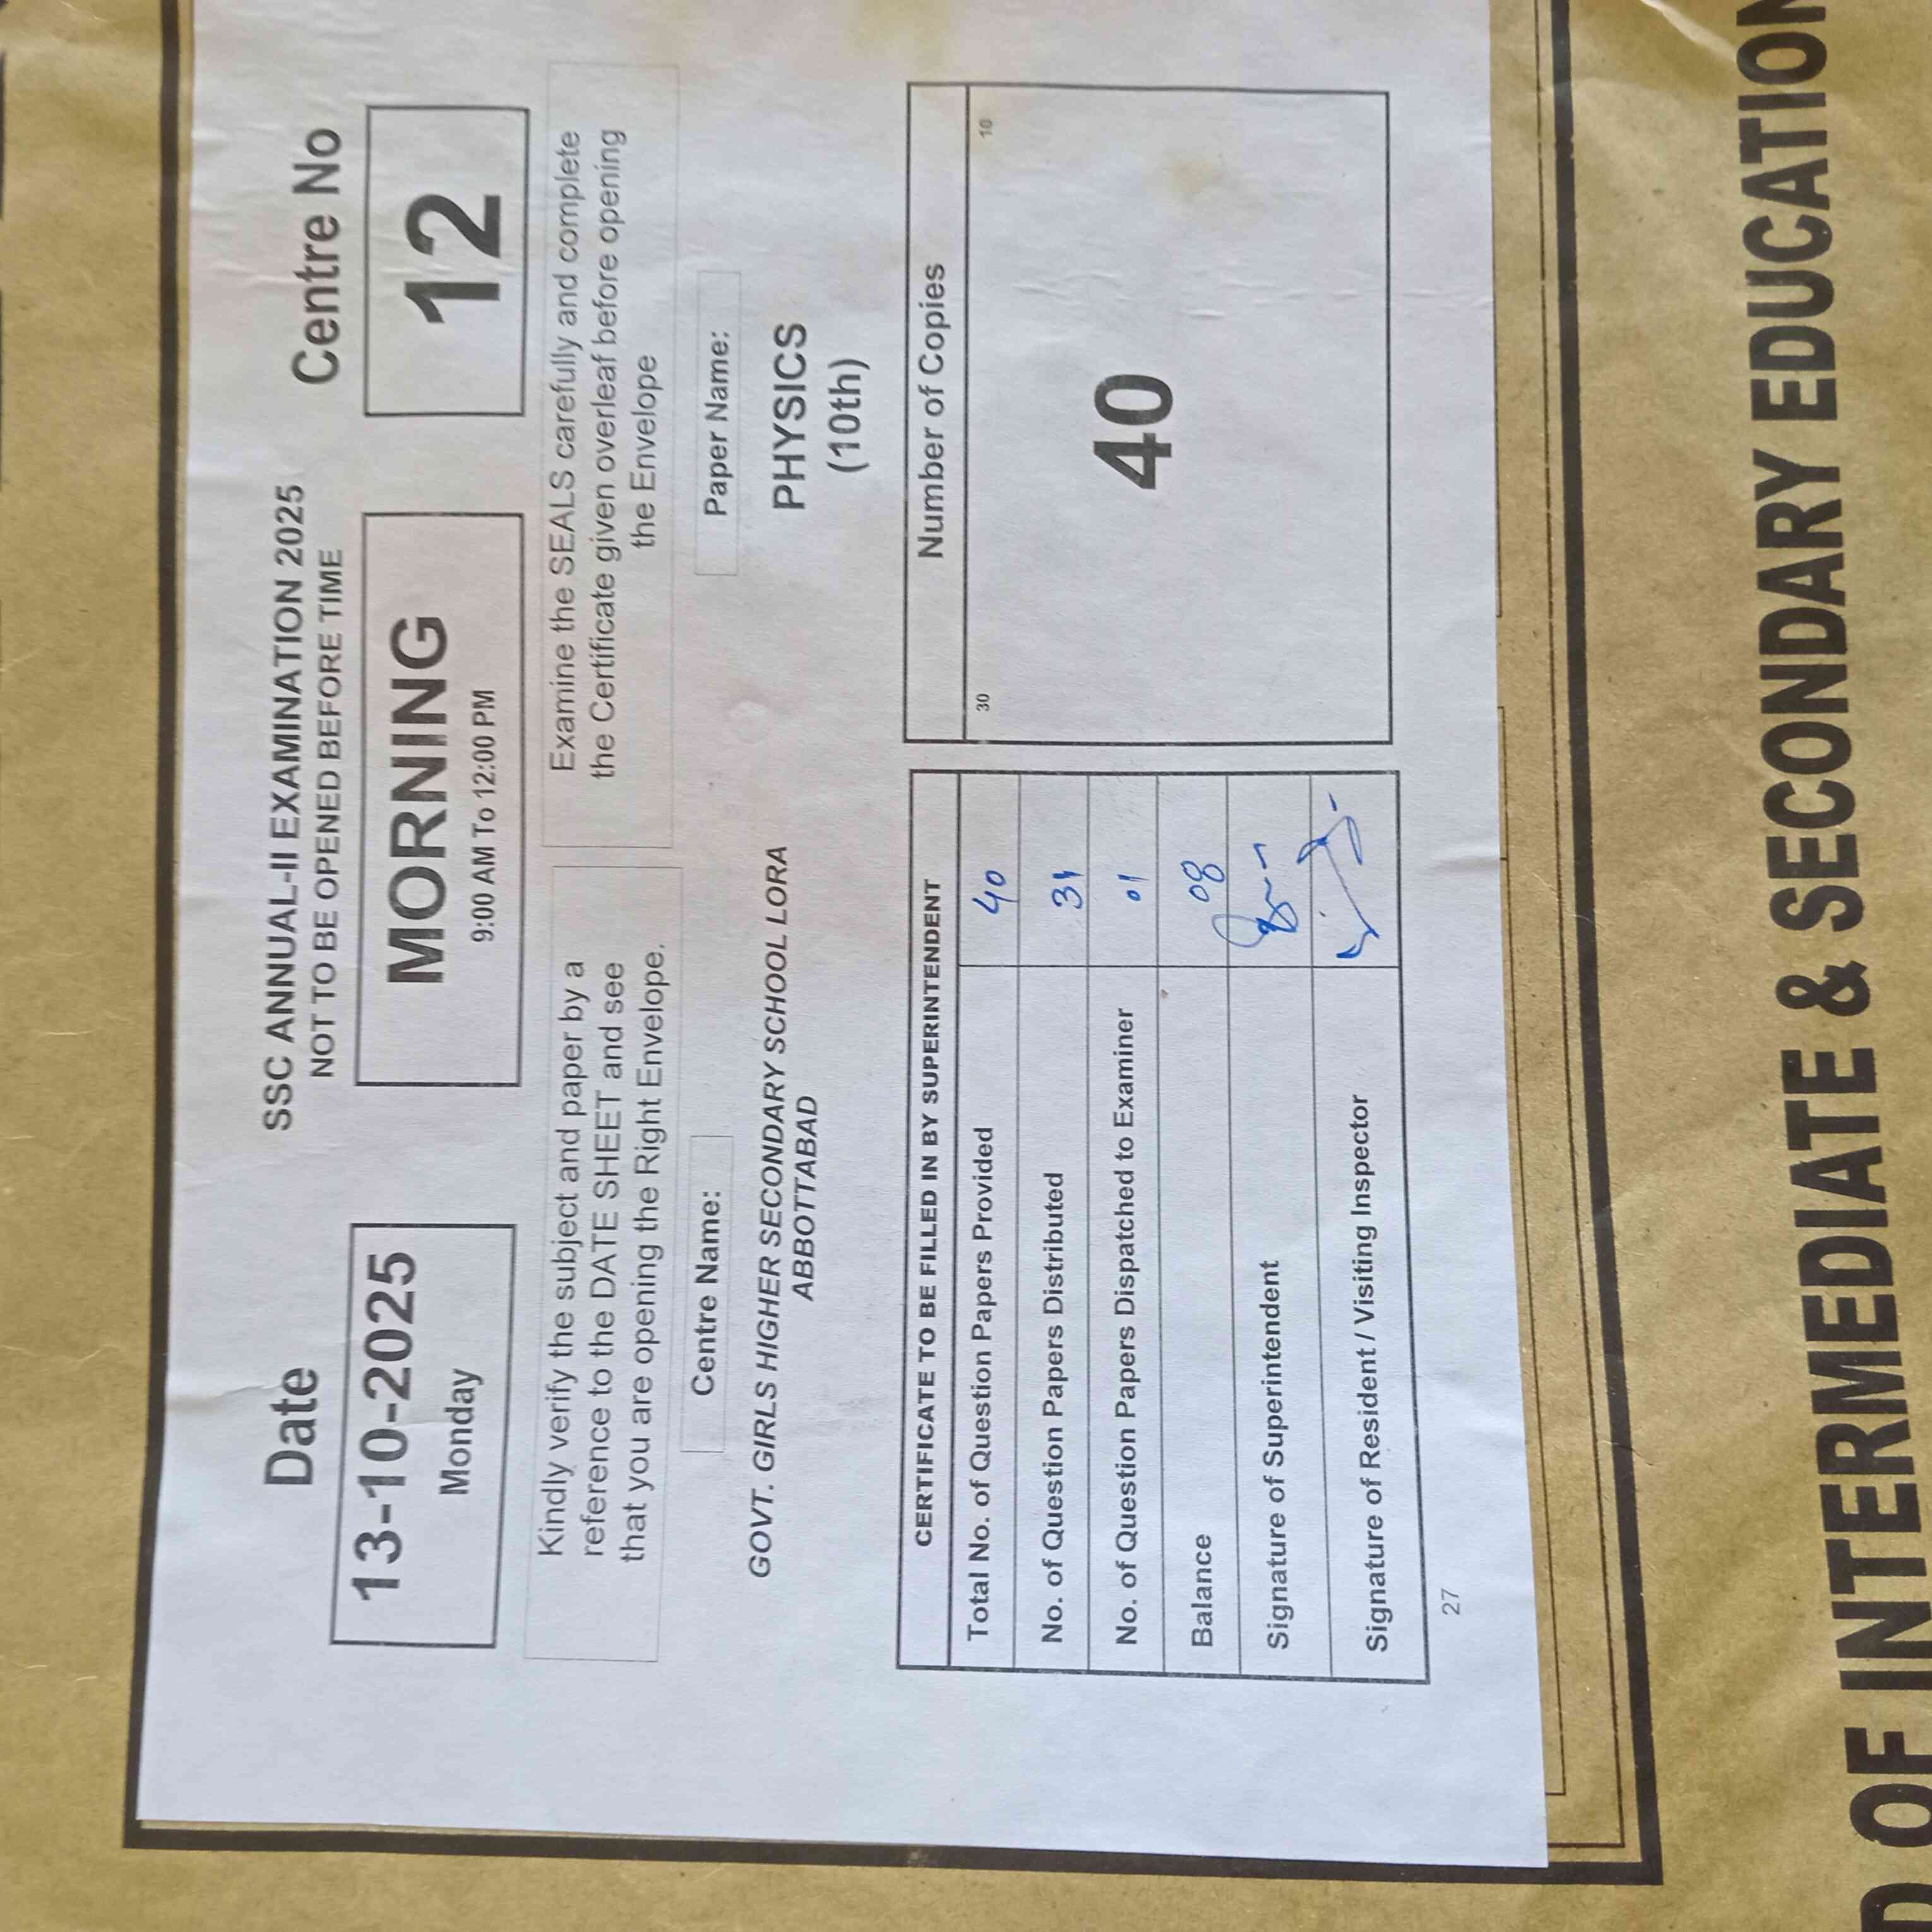 SSC ANNUAL-II EXAMINATION 2025
NOT TO BE OPENED BEFORE TIME
Date
Centre No
13-10-2025
Monday
MORNING
9:00 AM To 12:00 PM
12
Kindly verify the subject and paper by a
reference to the DATE SHEET and see
that you are opening the Right Envelope.
Examine the SEALS carefully and complete
the Certificate given overleaf before opening
the Envelope
Centre Name:
GOVT. GIRLS HIGHER SECONDARY SCHOOL LORA
ABBOTTABAD
Paper Name:
PHYSICS
(10th)
CERTIFICATE TO BE FILLED IN BY SUPERINTENDENT
Total No. of Question Papers Provided 40
No. of Question Papers Distributed 31
No. of Question Papers Dispatched to Examiner 01
Balance 08
Signature of Superintendent
Signature of Resident / Visiting Inspector
Number of Copies
30 10
40
27
OF INTERMEDIATE & SECONDARY EDUCATION